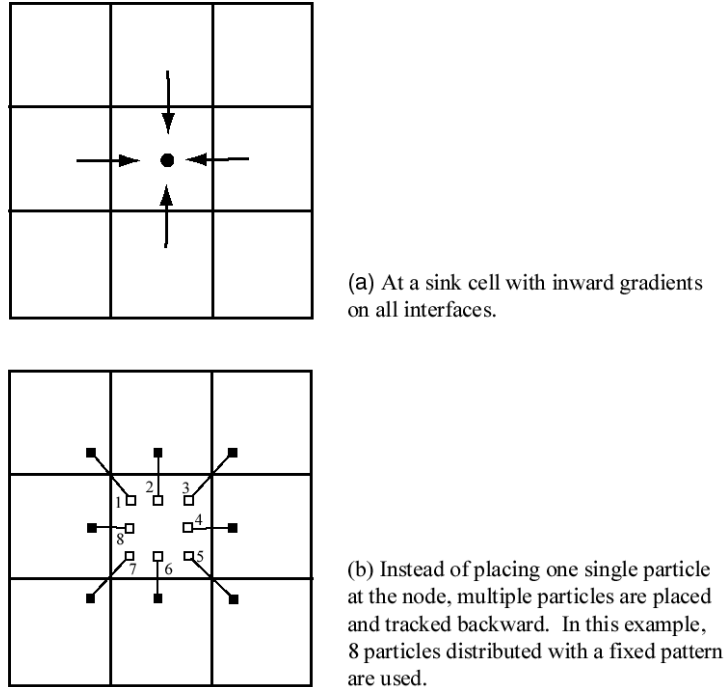 (a) At a sink cell with inward gradients
on all interfaces.
1
2
3
4
8
7
6
5
(b) Instead of placing one single particle
at the node, multiple particles are placed
and tracked backward. In this example,
8 particles distributed with a fixed pattern
are used.